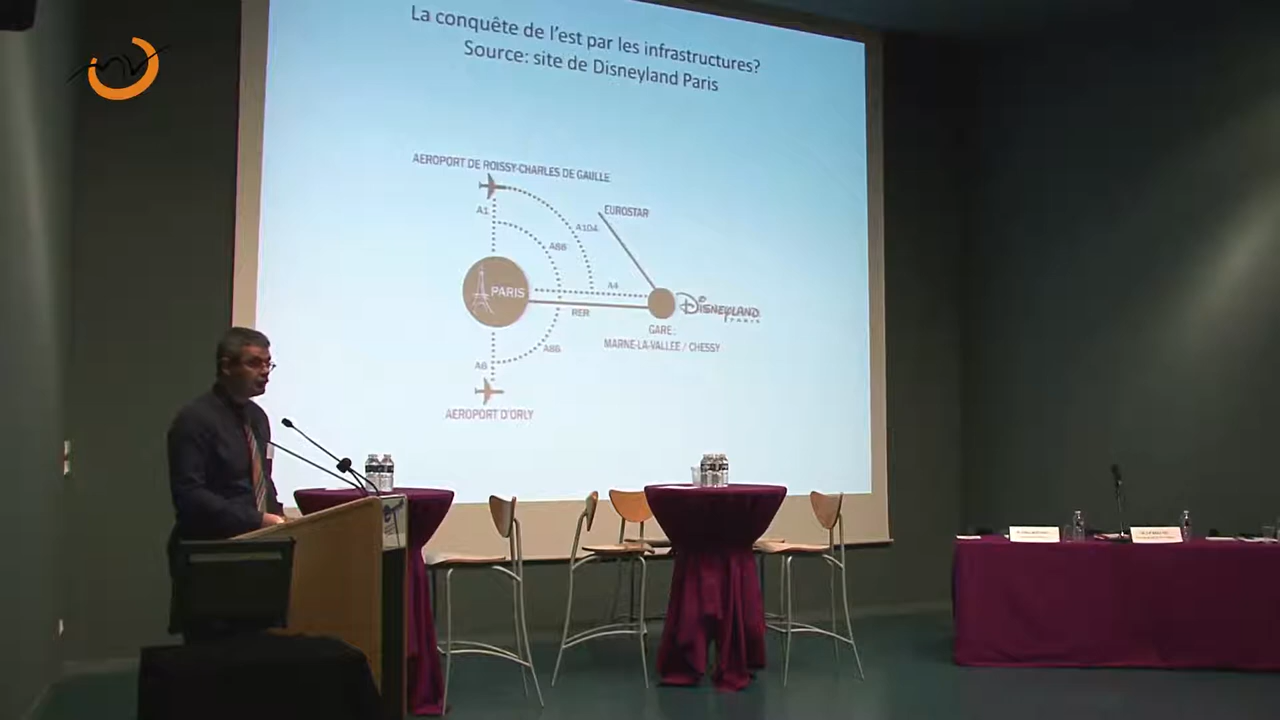 La conquête de l'est par les infrastructures?
Source: site de Disneyland Paris
AEROPORT DE ROISSY-CHARLES DE GAULLE
A1
EUROSTAR
A104
A86
PARIS
A4
DISNEYLAND
PARIS
RER
GARE :
MARNE-LA-VALLEE / CHESSY
A86
A6
AEROPORT D'ORLY